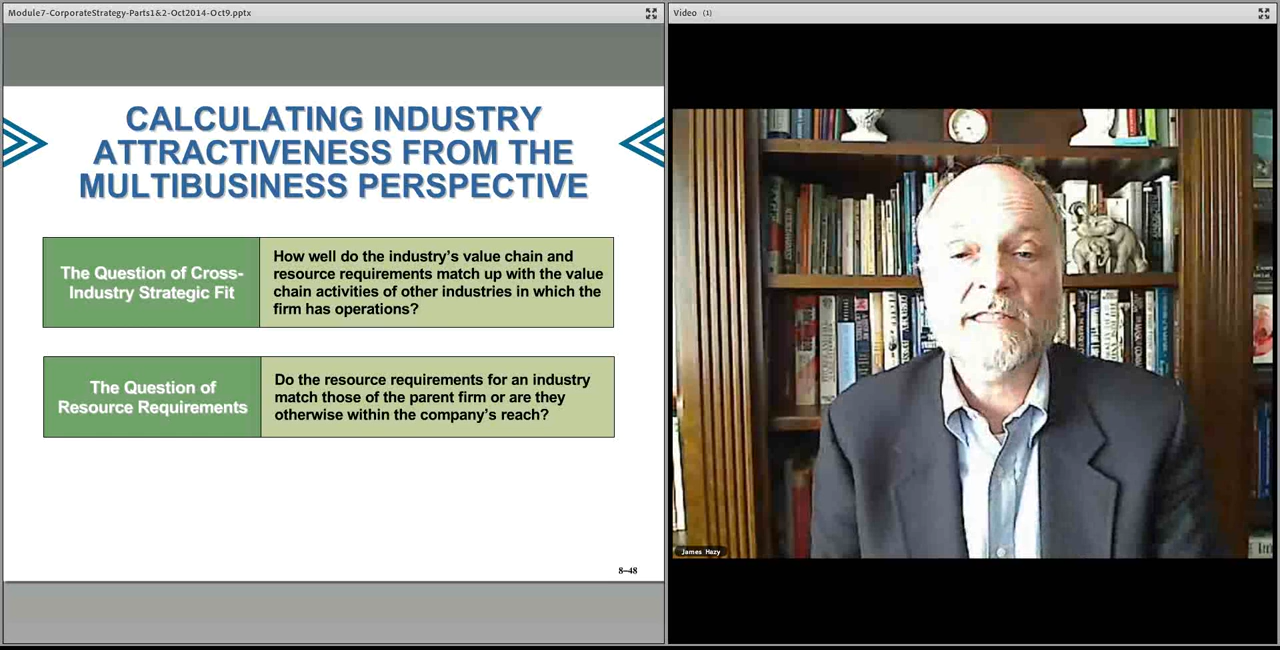 Module7-CorporateStrategy-Parts1&2-Oct2014-Oct9.pptx
CALCULATING INDUSTRY
ATTRACTIVENESS FROM THE
MULTIBUSINESS PERSPECTIVE
The Question of Cross-
Industry Strategic Fit
How well do the industry's value chain and
resource requirements match up with the value
chain activities of other industries in which the
firm has operations?
The Question of
Resource Requirements
Do the resource requirements for an industry
match those of the parent firm or are they
otherwise within the company's reach?
8–48
Video (1)
James Hazy